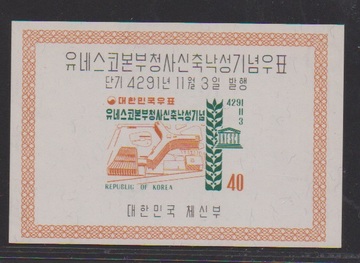 유네스코본부청사신축낙성기념우표
단기 4291년 11월 3일 발행
대한민국우표
유네스코본부청사신축낙성기념
4291
11
3
REPUBLIC OF KOREA
40
대한민국 체신부